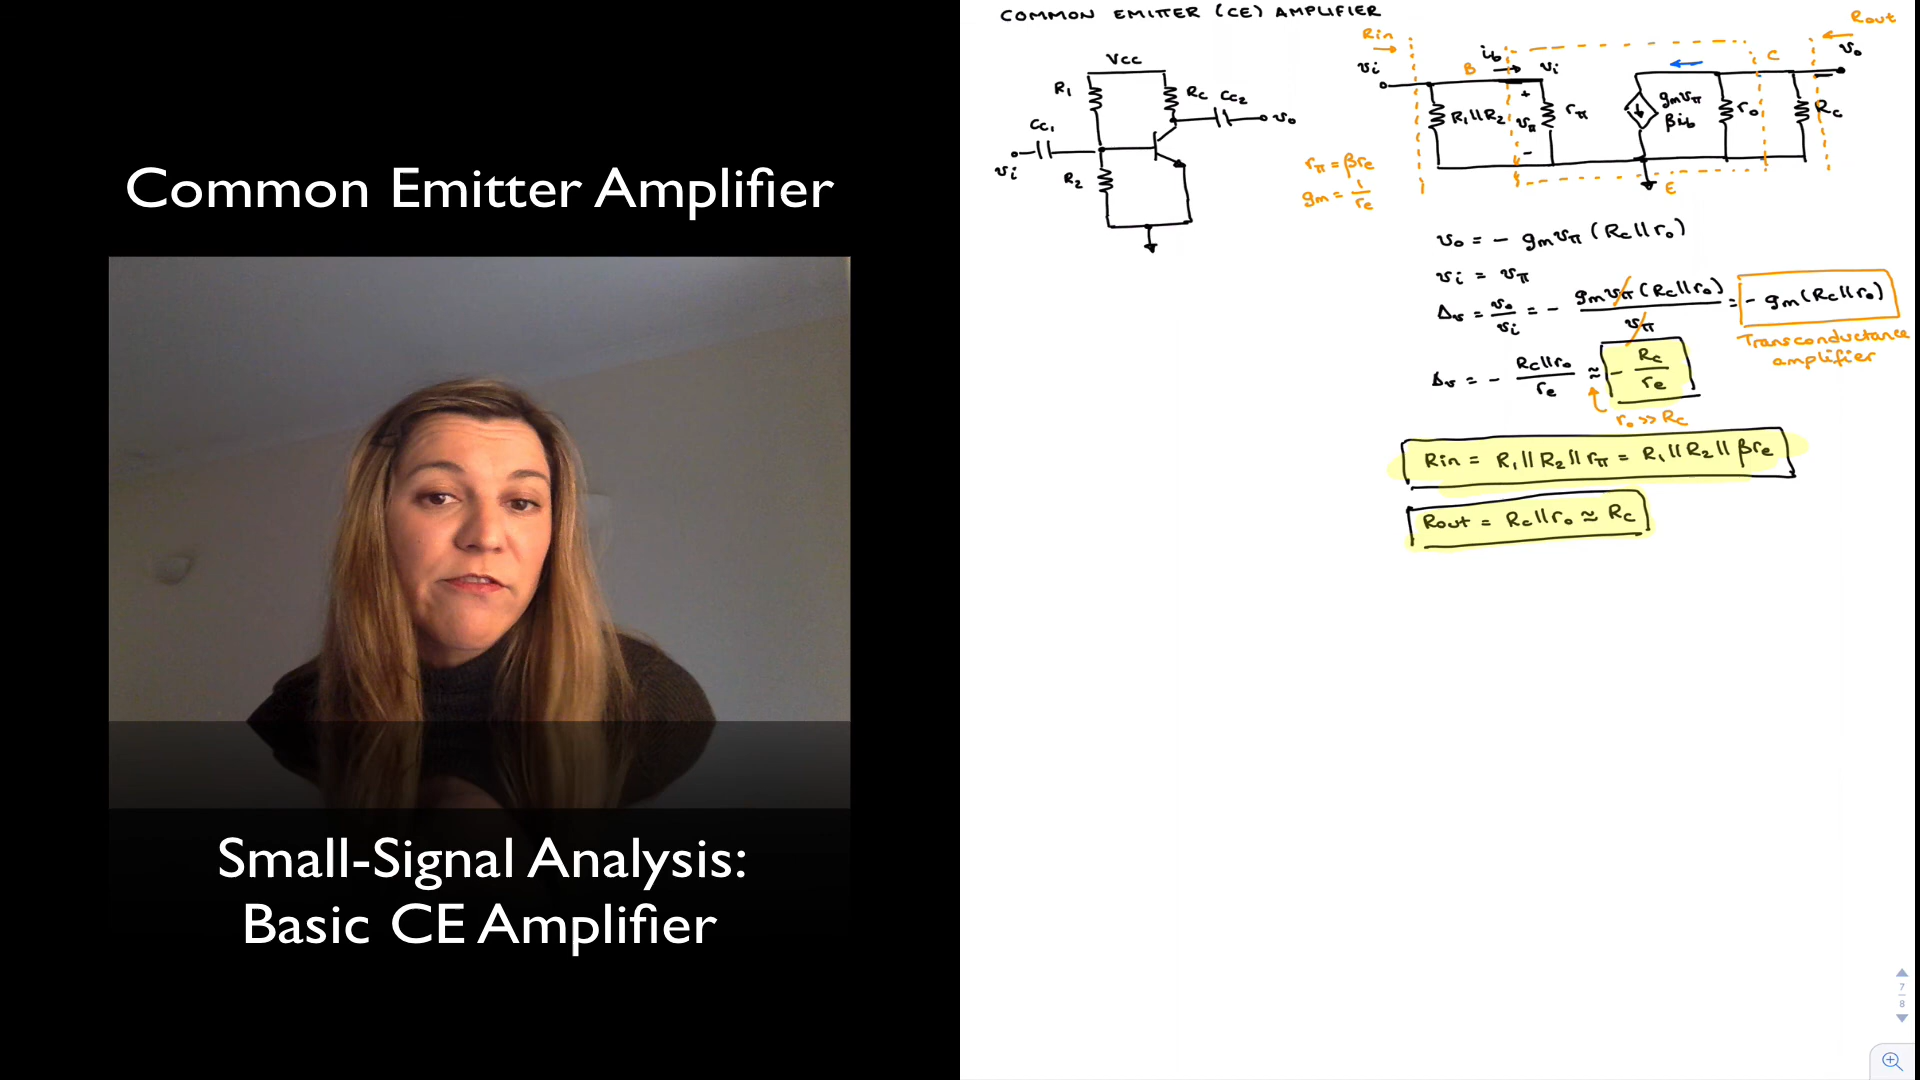 Common Emitter Amplifier
Small-Signal Analysis:
Basic CE Amplifier
COMMON EMITTER (CE) AMPLIFIER
Vcc
R1
Rc
Cc2
vo
Cc1
vi
R2
Rin
Rout
vi
B
ib
vi
C
vo
R1||R2
+
vπ
-
rπ
gmvπ
βib
ro
Rc
E
rπ = βre
gm = 1/re
vo = - gmvπ (Rc||ro)
vi = vπ
Av = vo/vi = - gmvπ(Rc||ro)/vπ = - gm(Rc||ro)
Transconductance
amplifier
Av = - Rc||ro/re ≈ - Rc/re
ro >> Rc
Rin = R1||R2||rπ = R1||R2||βre
Rout = Rc||ro ≈ Rc
7
8